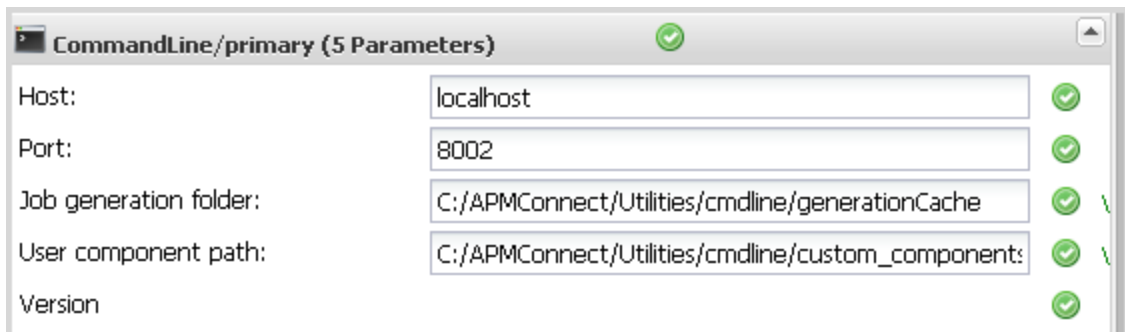 CommandLine/primary (5 Parameters)
Host: localhost
Port: 8002
Job generation folder: C:/APMConnect/Utilities/cmdline/generationCache
User component path: C:/APMConnect/Utilities/cmdline/custom_components
Version